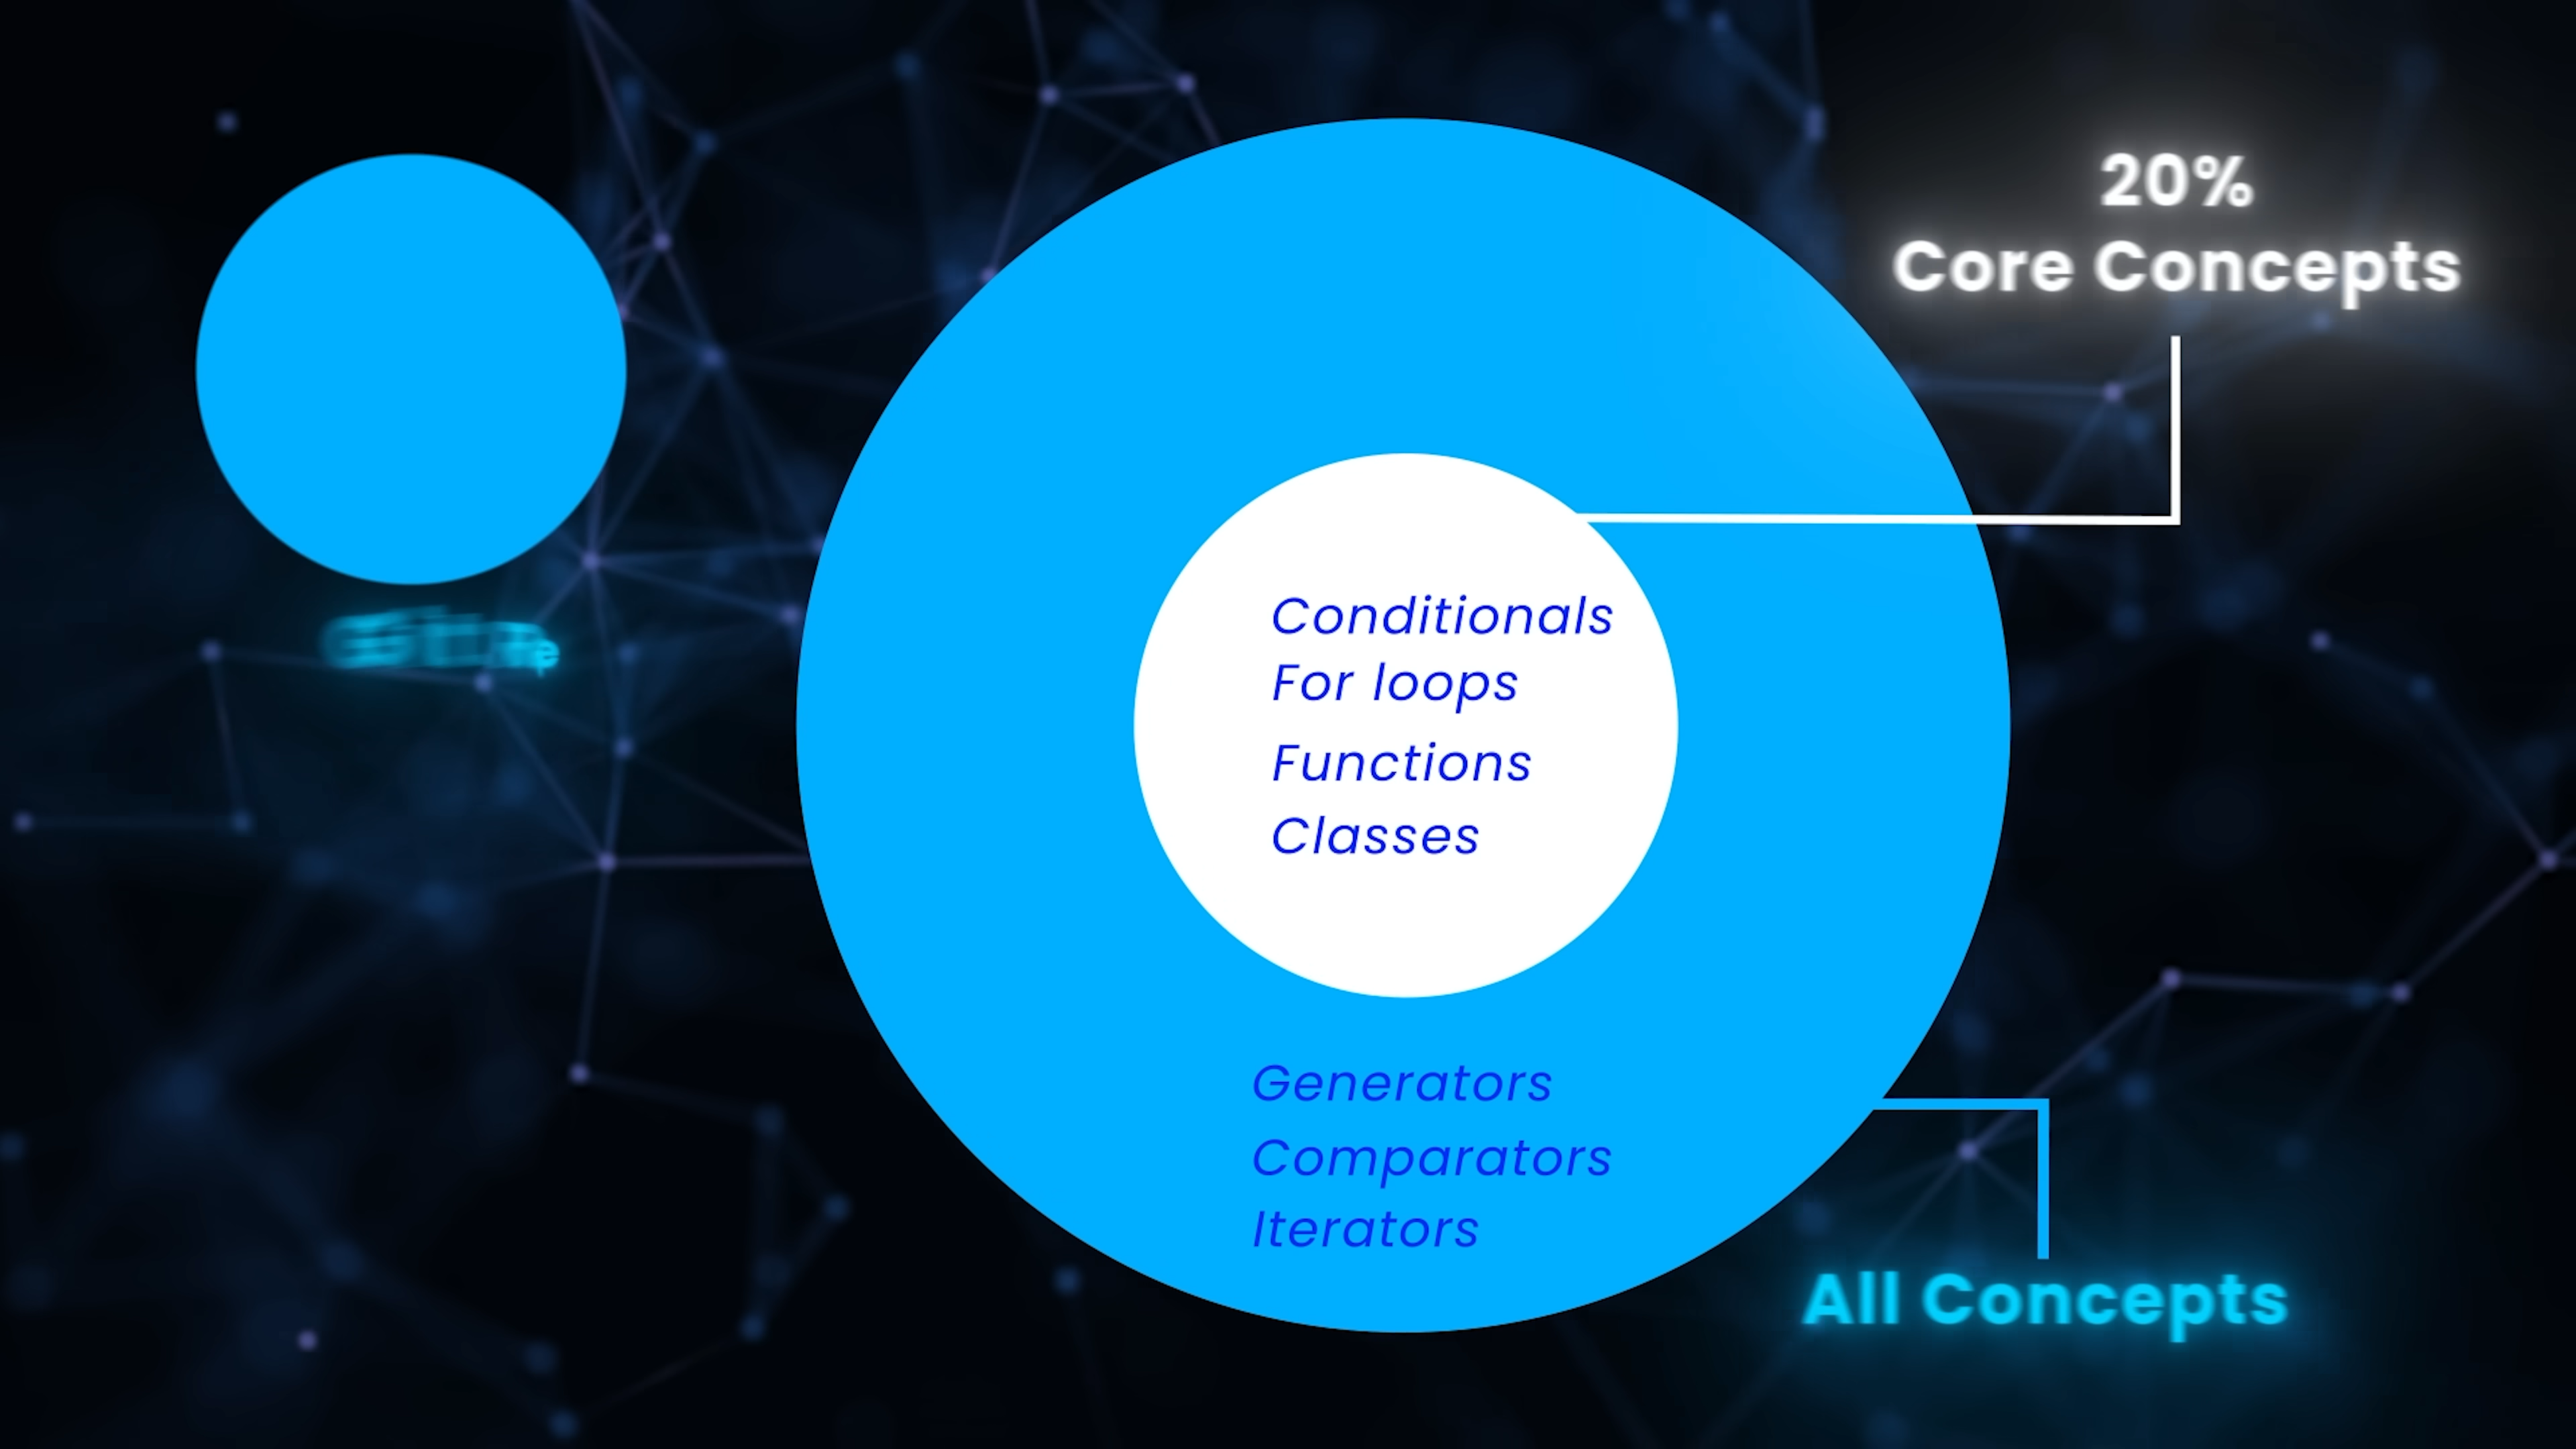 20%
Core Concepts
Conditionals
For loops
Functions
Classes
Generators
Comparators
Iterators
All Concepts